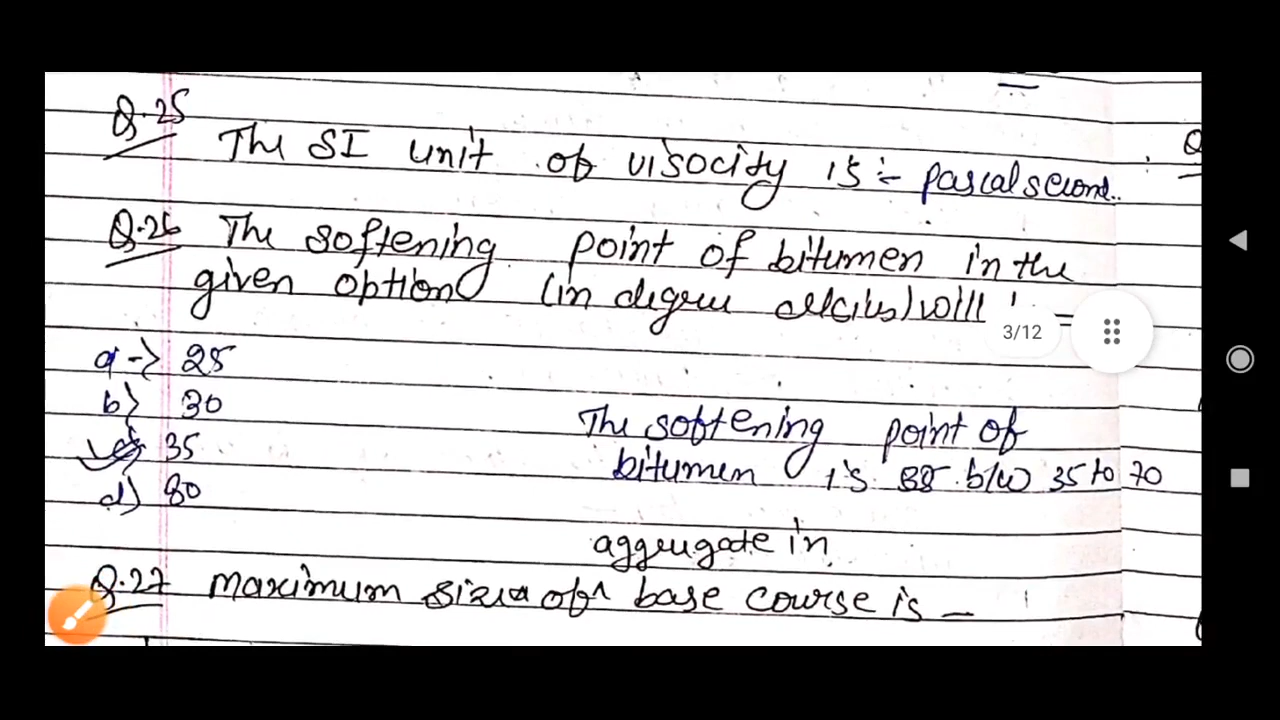 Q.25
The SI unit of visocity is :- pascal second..
Q.26 The softening point of bitumen in the
given option (in degree celcius) will
3/12
a -> 25
b) 30
c) 35
d) 80
The softening point of
bitumen is b/w 35 to 70
aggregate in
Q.27 maximum size of ^ base course is _